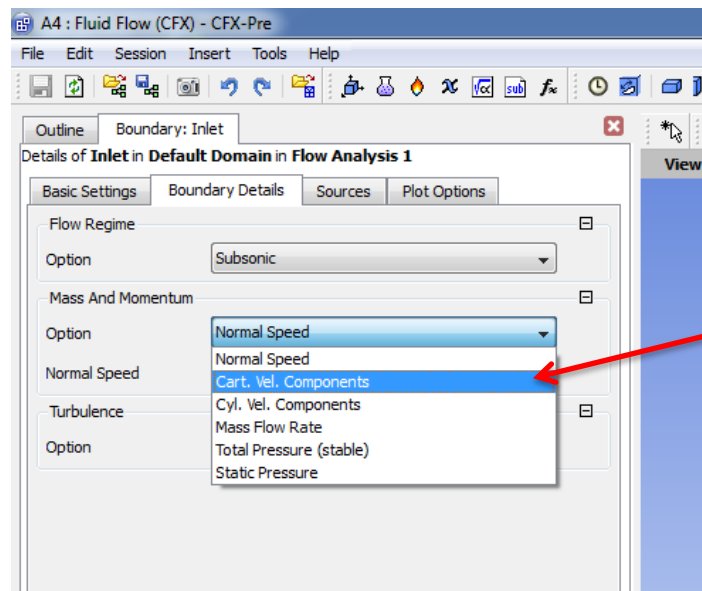 A4 : Fluid Flow (CFX) - CFX-Pre
File Edit Session Insert Tools Help
Outline Boundary: Inlet
Details of Inlet in Default Domain in Flow Analysis 1
View
Basic Settings Boundary Details Sources Plot Options
Flow Regime
Option Subsonic
Mass And Momentum
Option Normal Speed
Normal Speed
Normal Speed
Cart. Vel. Components
Turbulence
Cyl. Vel. Components
Mass Flow Rate
Option
Total Pressure (stable)
Static Pressure